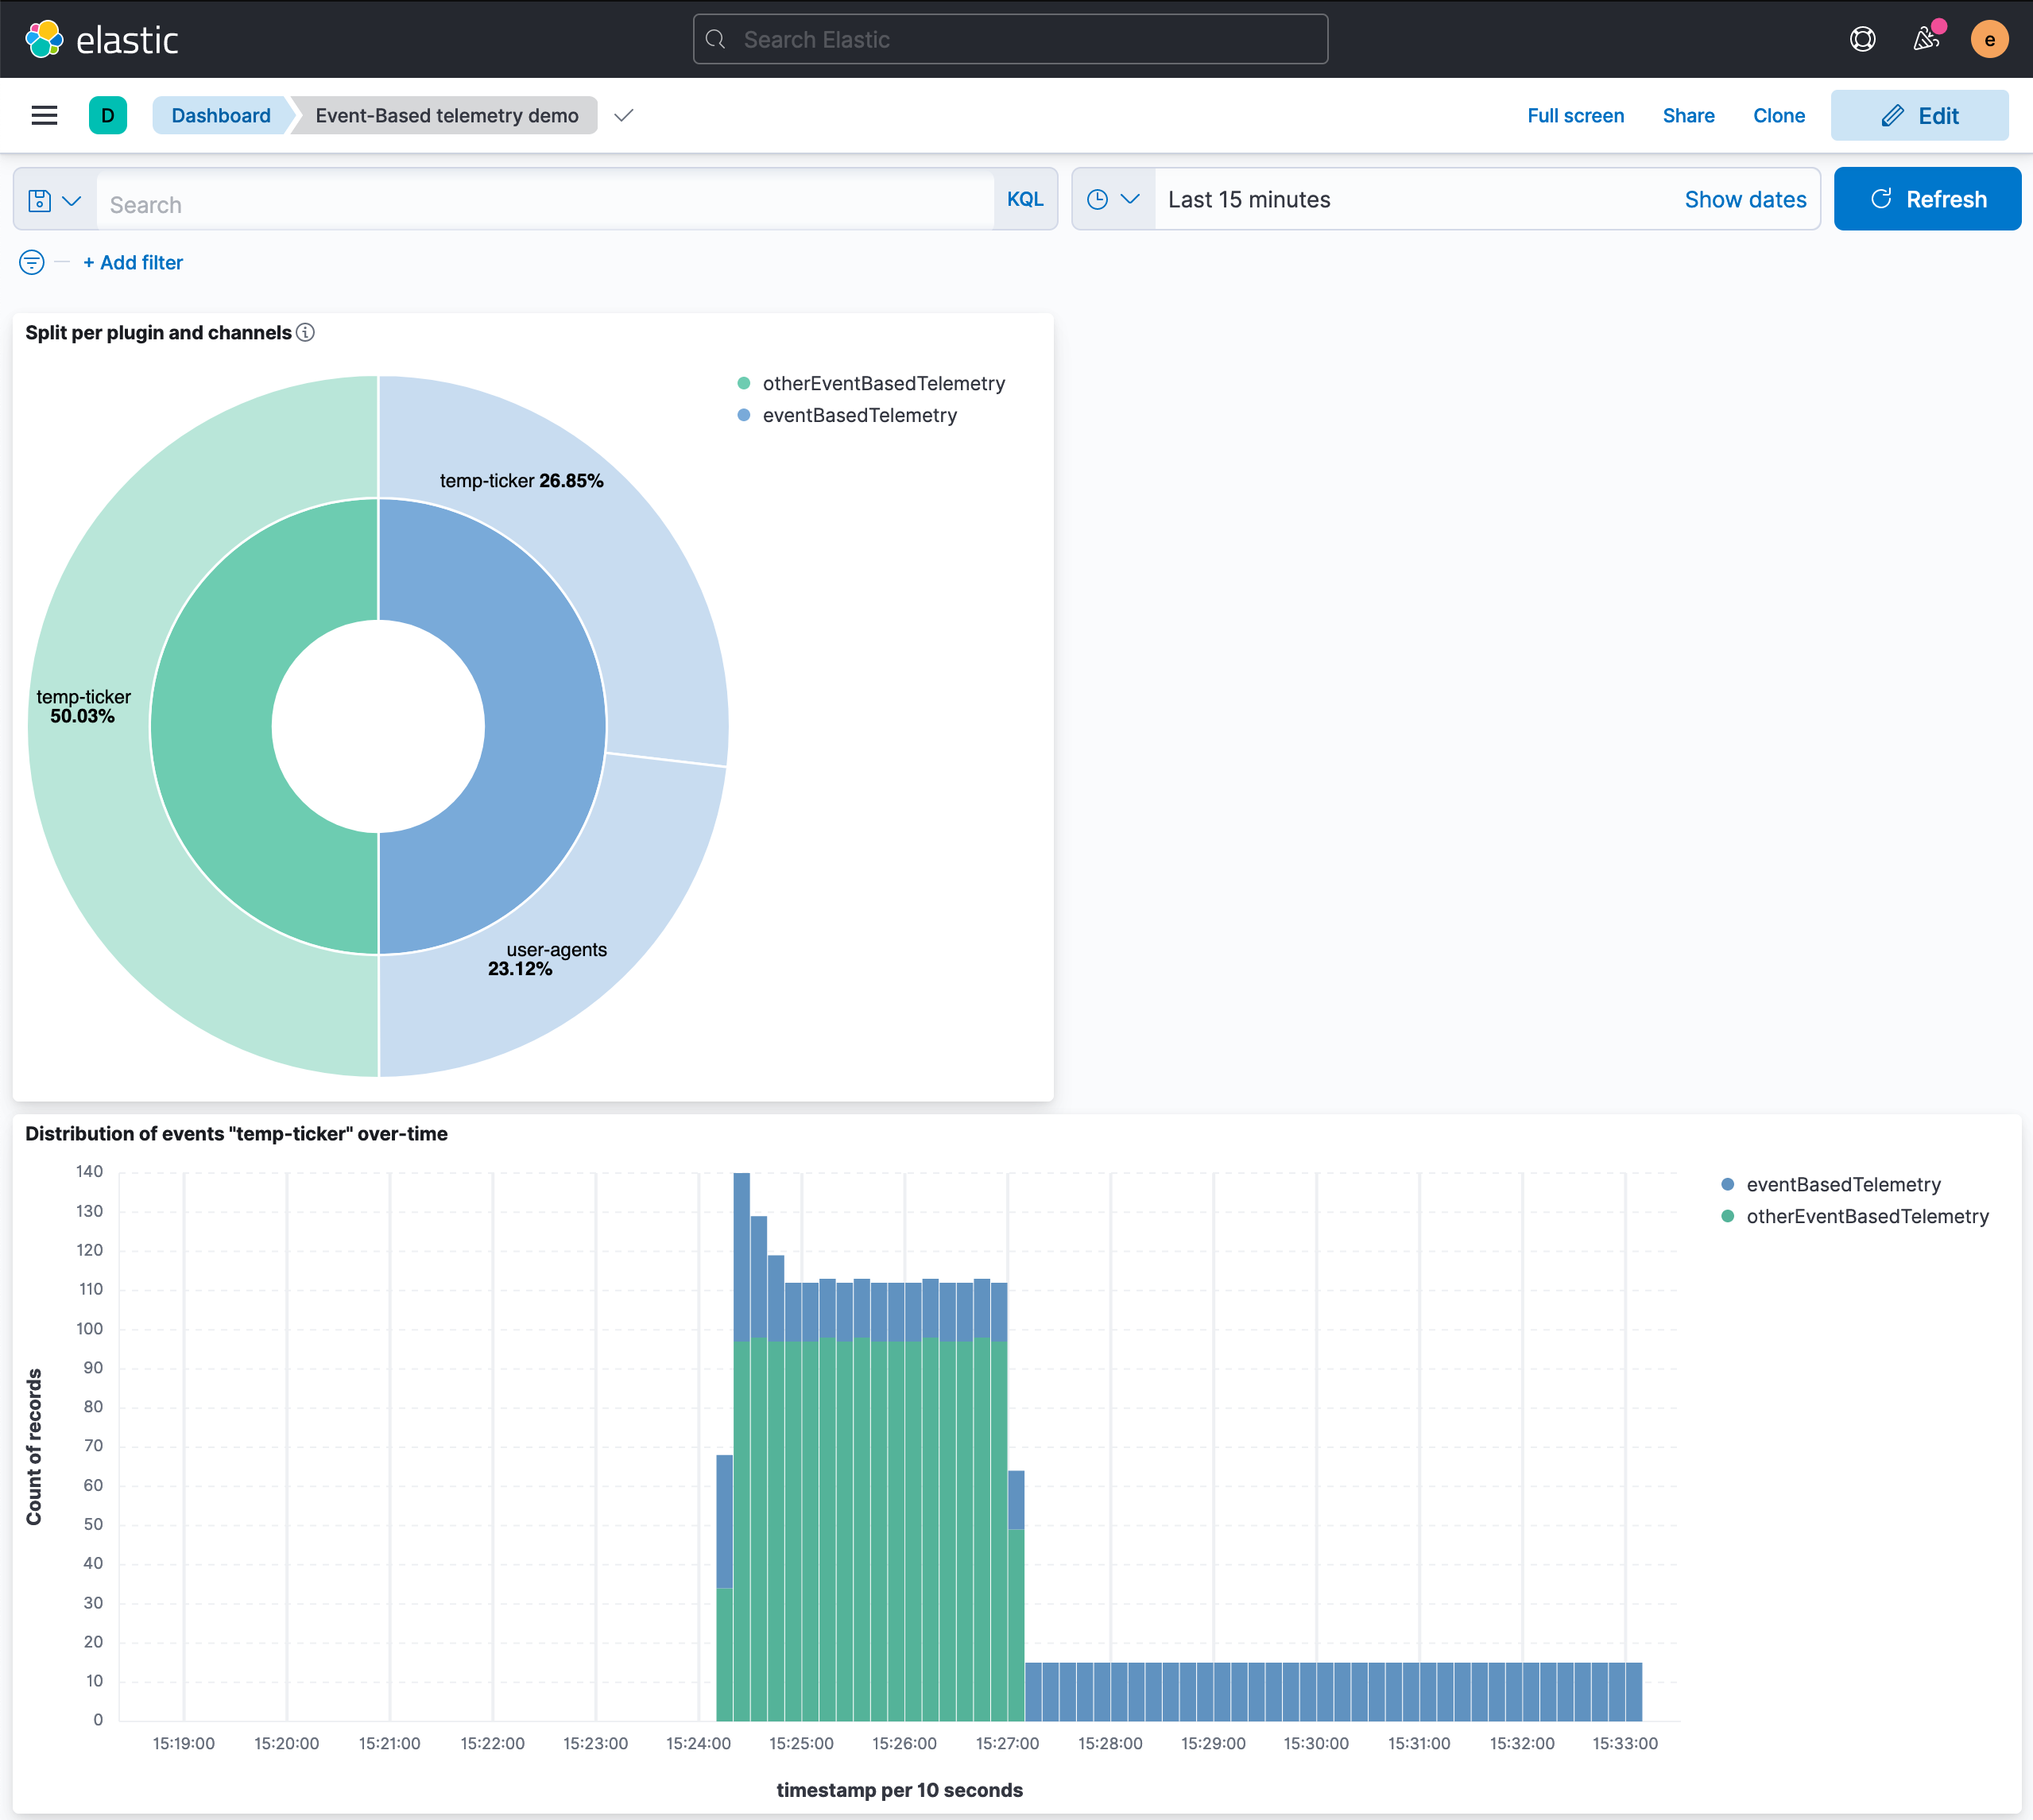 elastic
Search Elastic
e
D
Dashboard
Event-Based telemetry demo
Full screen
Share
Clone
Edit
Search
KQL
Last 15 minutes
Show dates
Refresh
+ Add filter
Split per plugin and channels
otherEventBasedTelemetry
eventBasedTelemetry
temp-ticker 26.85%
temp-ticker
50.03%
user-agents
23.12%
Distribution of events "temp-ticker" over-time
140
130
120
110
100
90
80
70
60
50
40
30
20
10
0
Count of records
eventBasedTelemetry
otherEventBasedTelemetry
15:19:00 15:20:00 15:21:00 15:22:00 15:23:00 15:24:00 15:25:00 15:26:00 15:27:00 15:28:00 15:29:00 15:30:00 15:31:00 15:32:00 15:33:00
timestamp per 10 seconds